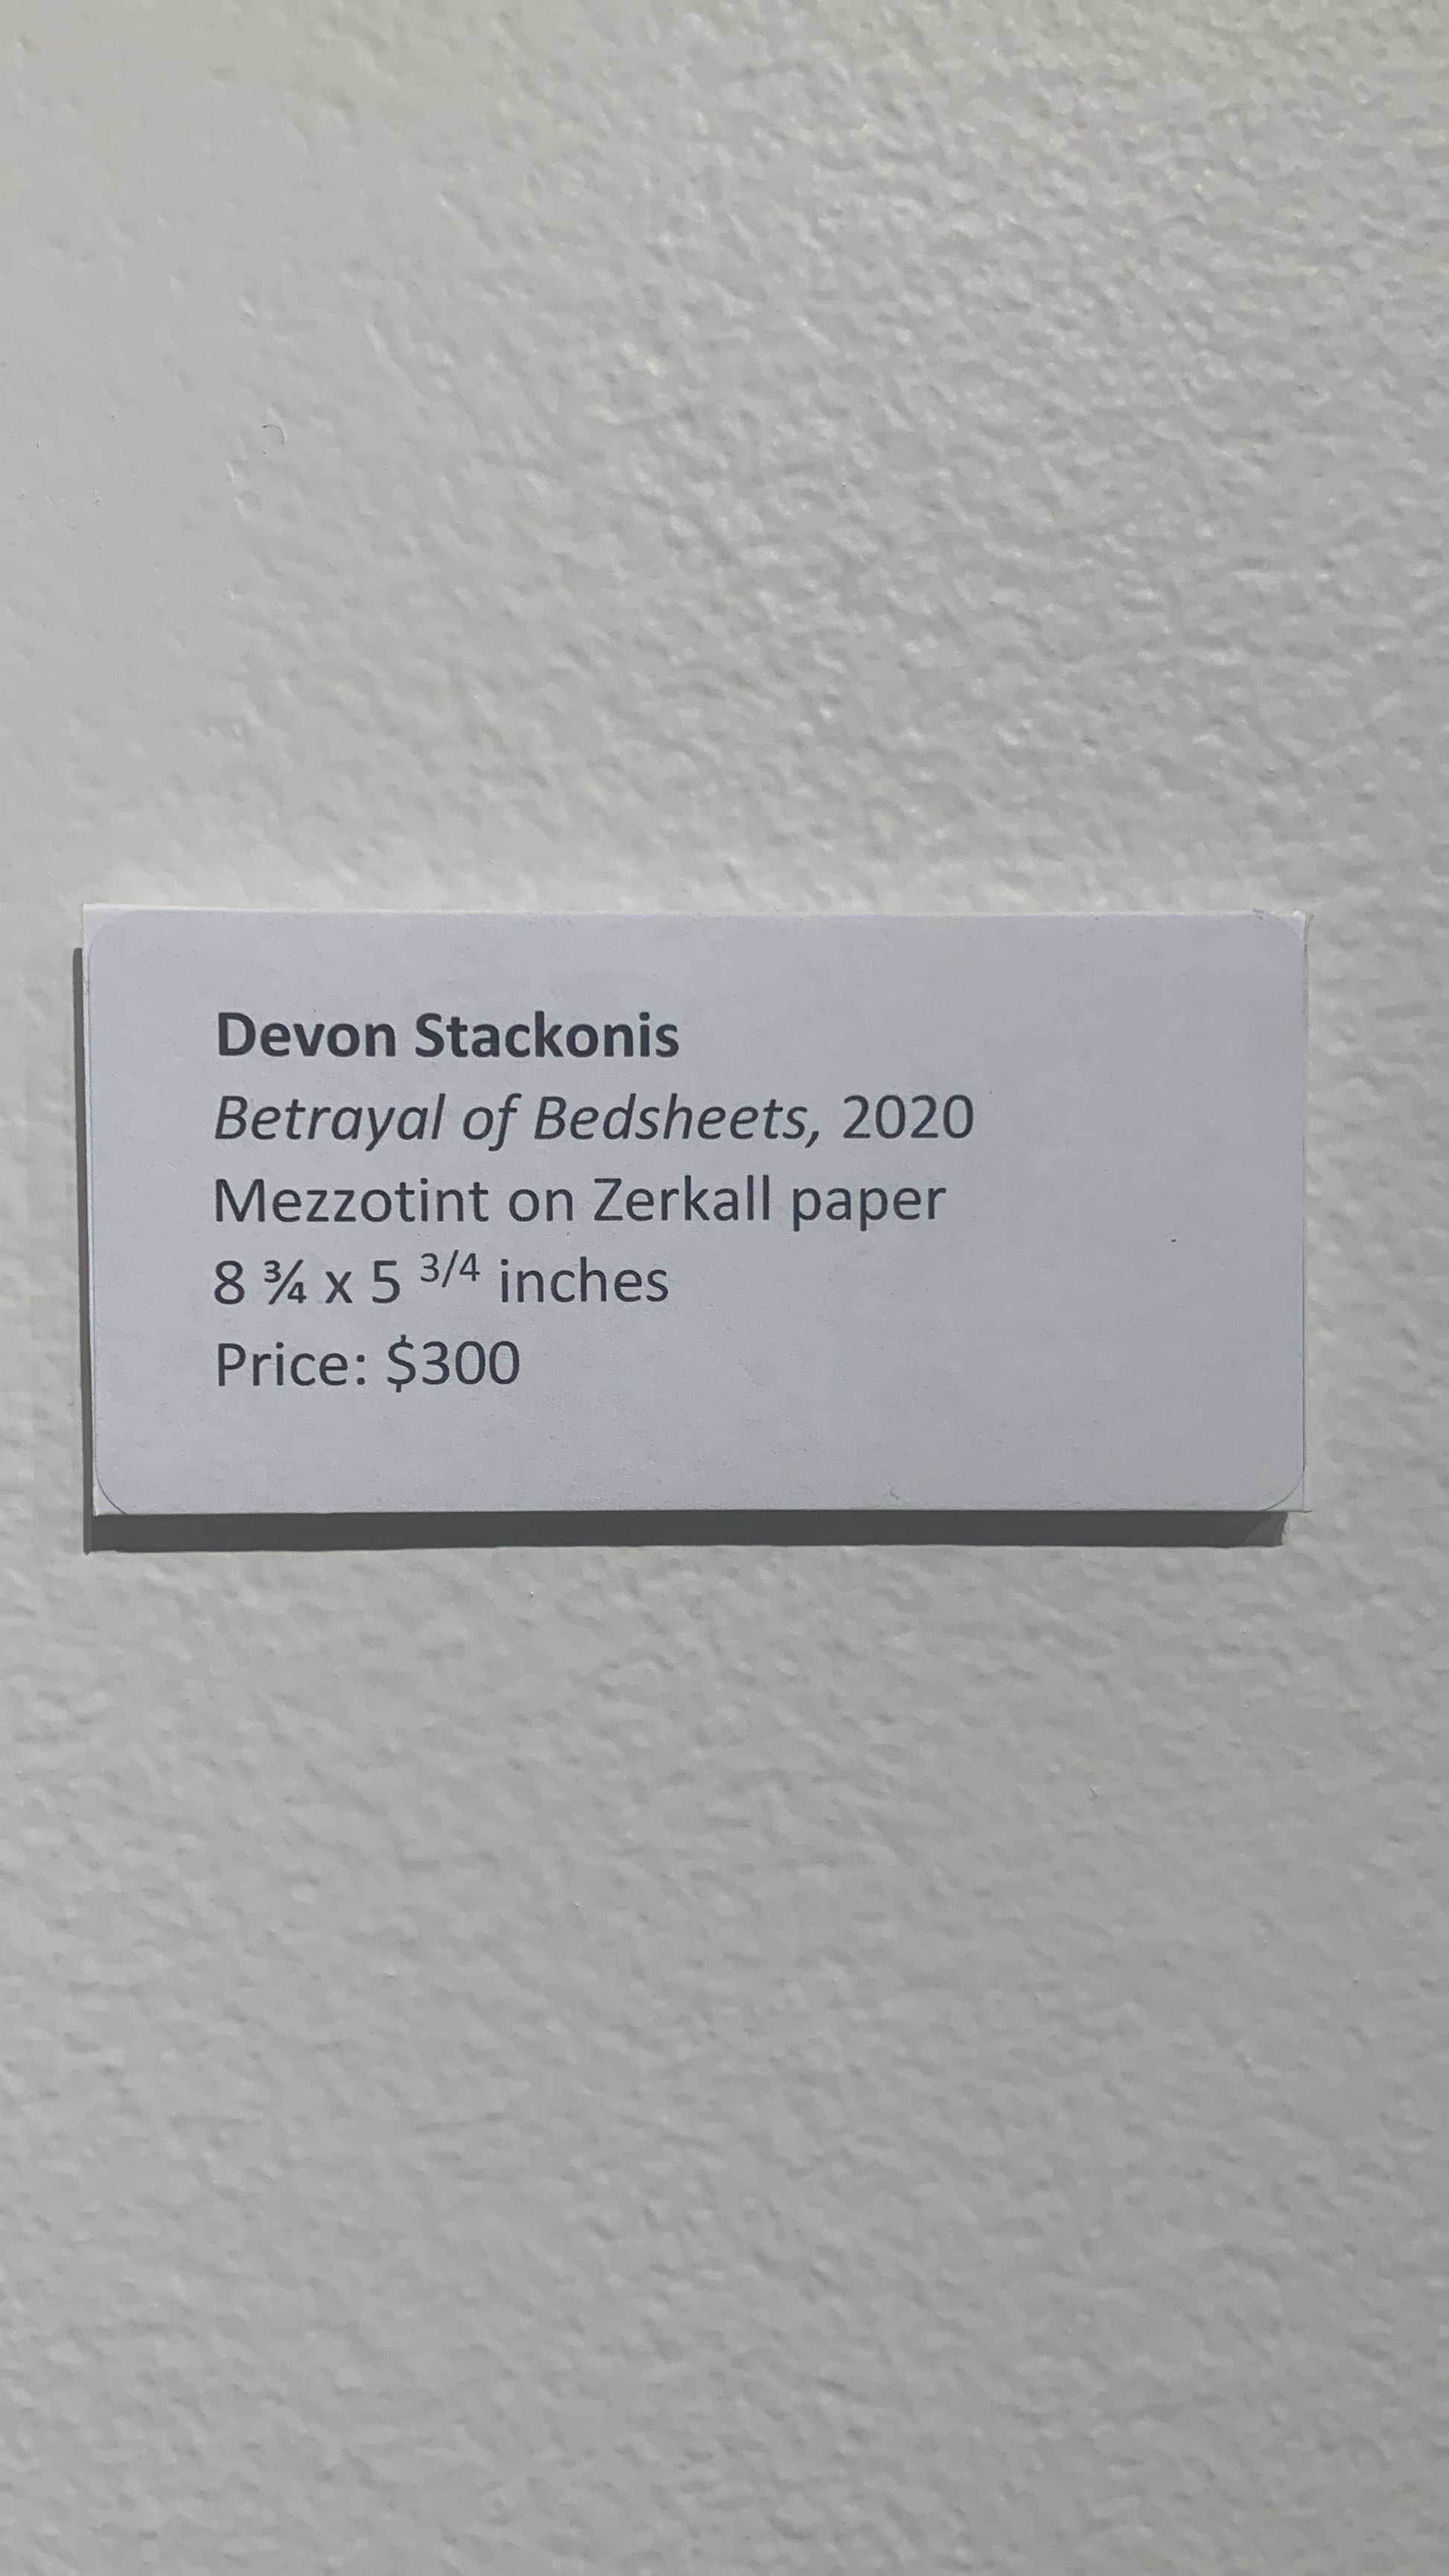 Devon Stackonis
Betrayal of Bedsheets, 2020
Mezzotint on Zerkall paper
8 ¾ x 5 3/4 inches
Price: $300